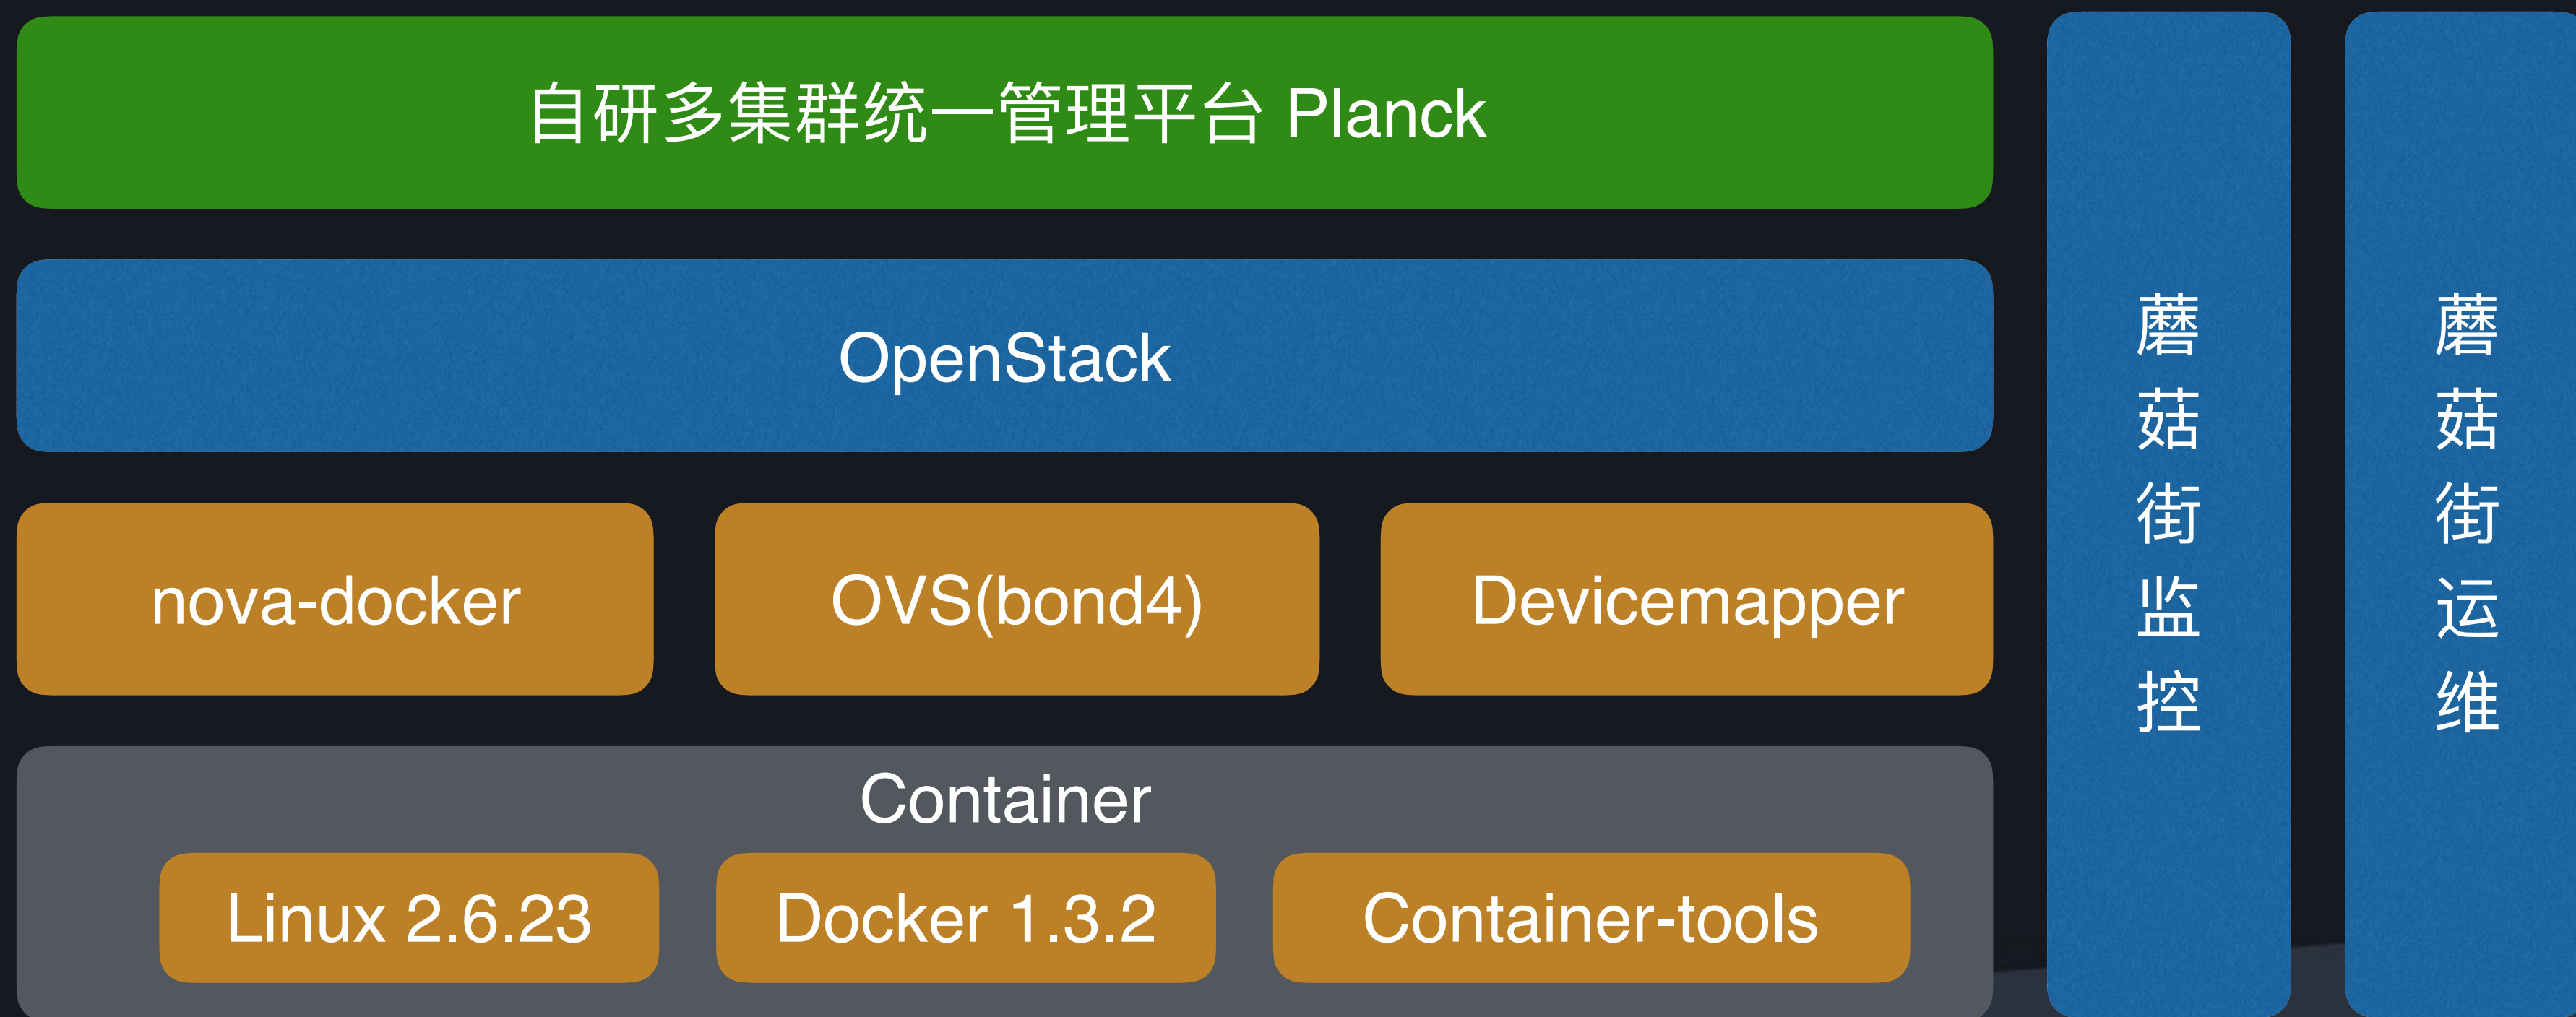 自研多集群统一管理平台 Planck
OpenStack
nova-docker
OVS(bond4)
Devicemapper
Container
Linux 2.6.23
Docker 1.3.2
Container-tools
蘑菇街监控
蘑菇街运维